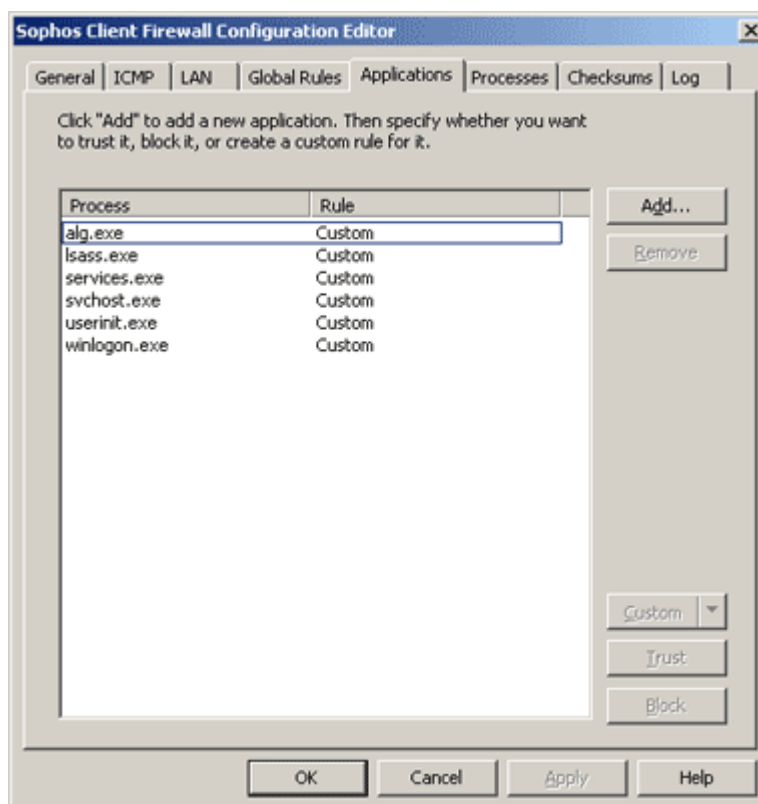 Sophos Client Firewall Configuration Editor
General ICMP LAN Global Rules Applications Processes Checksums Log
Click "Add" to add a new application. Then specify whether you want
to trust it, block it, or create a custom rule for it.
Process Rule
alg.exe Custom
lsass.exe Custom
services.exe Custom
svchost.exe Custom
userinit.exe Custom
winlogon.exe Custom
Add...
Remove
Custom
Trust
Block
OK Cancel Apply Help